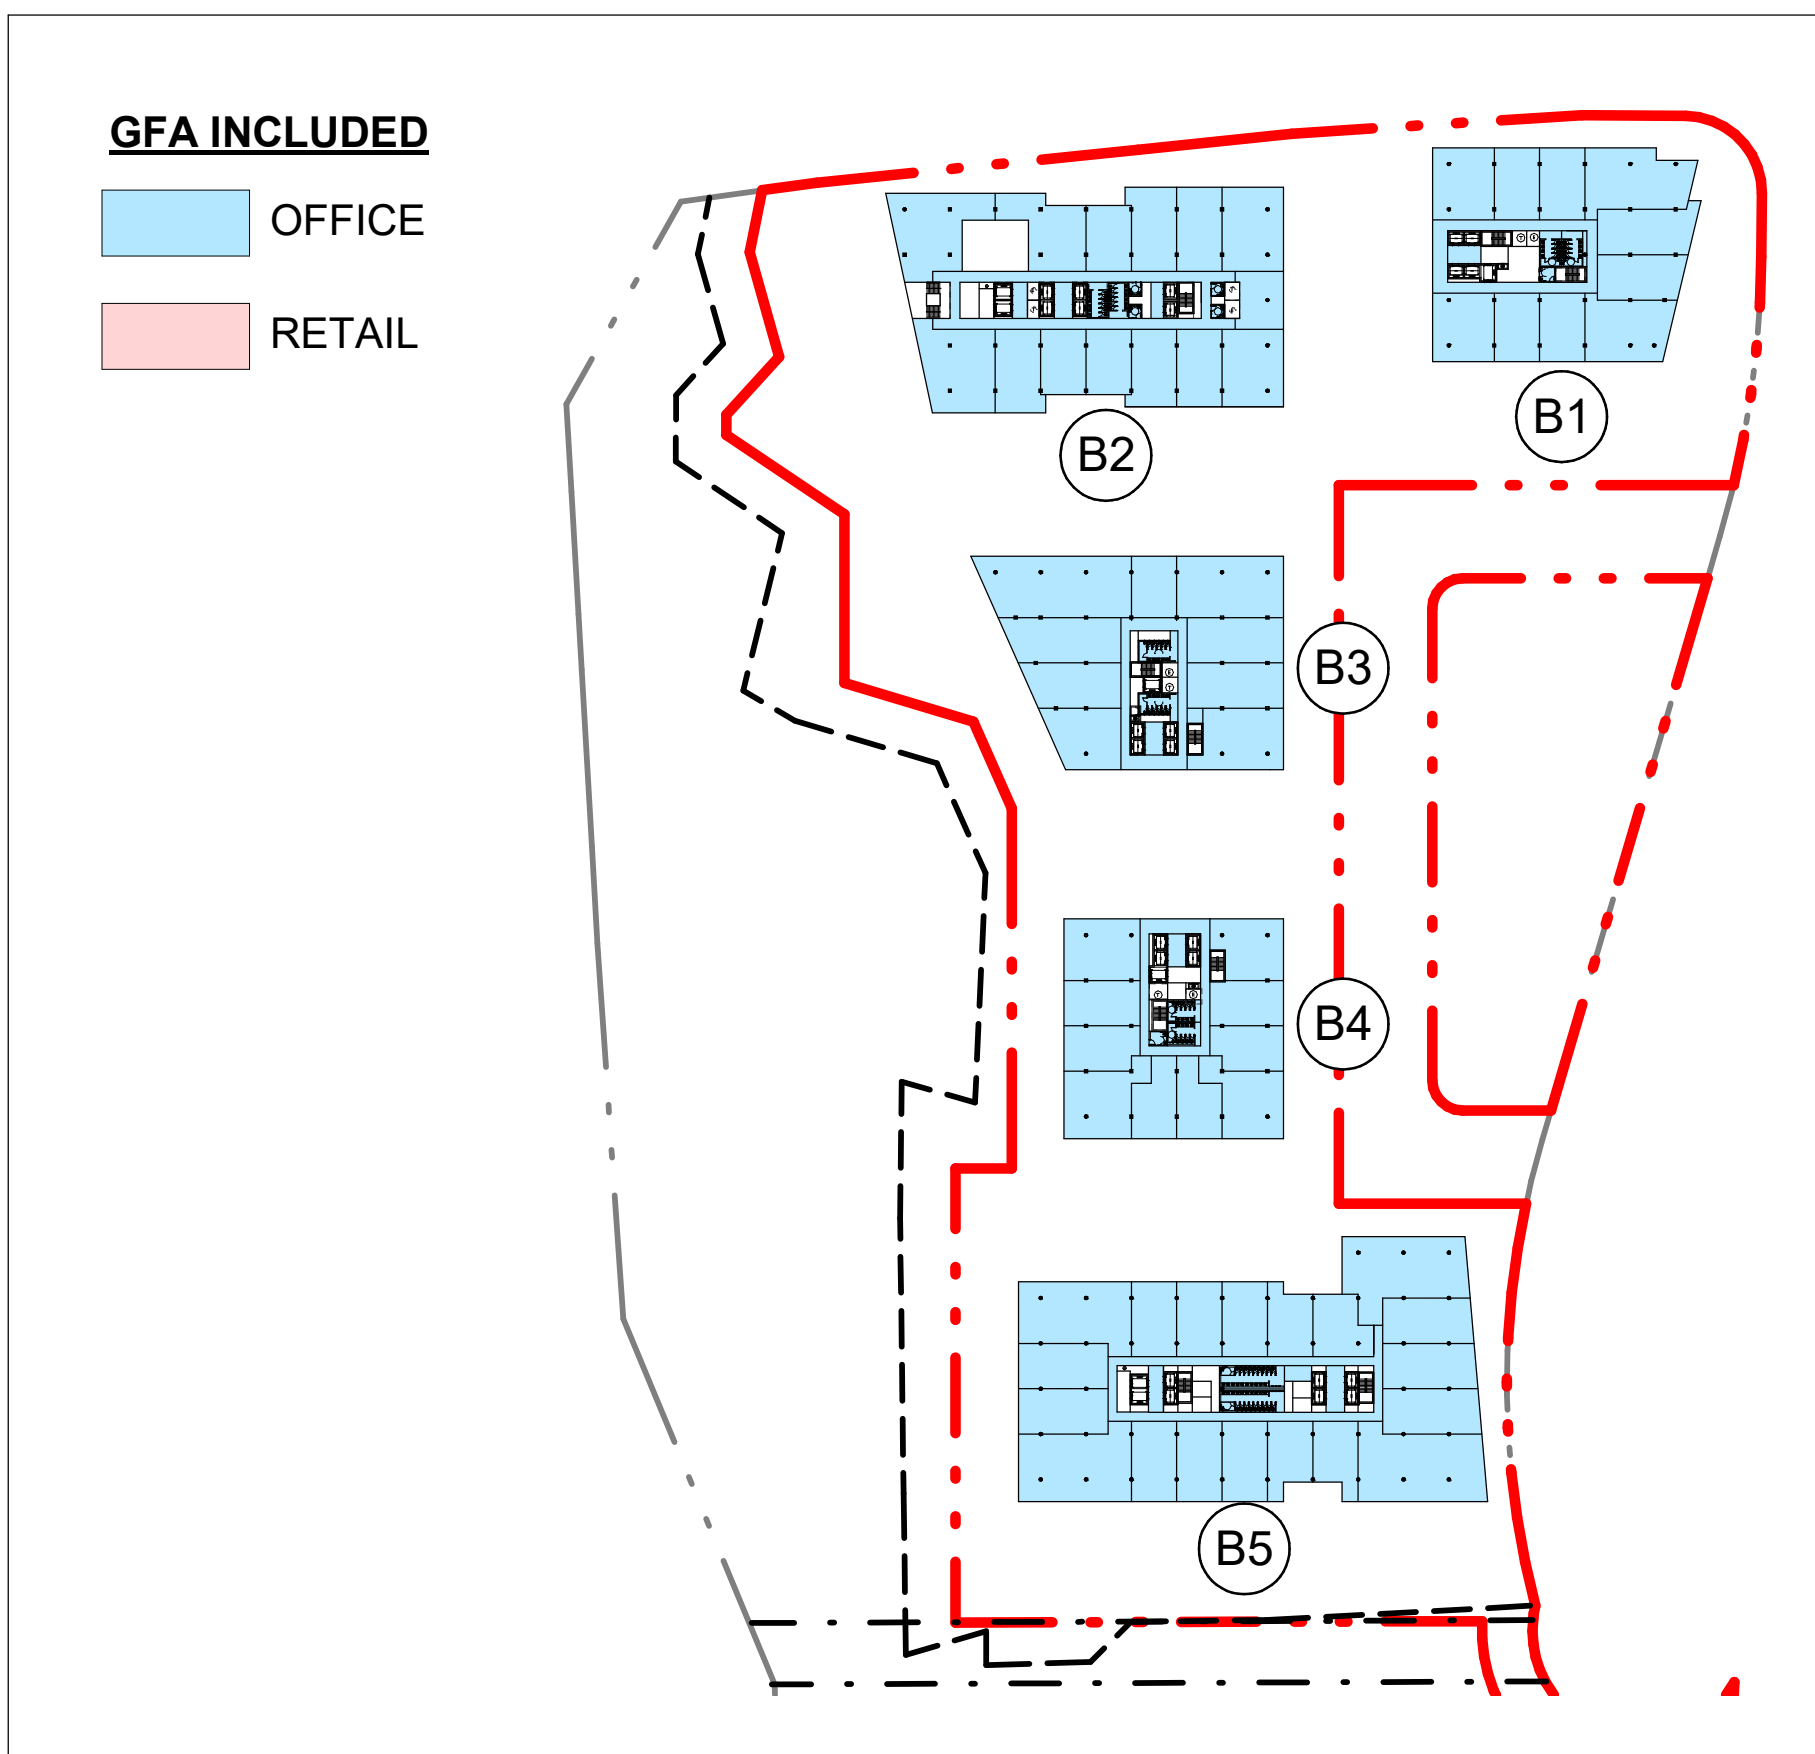 GFA INCLUDED
OFFICE
RETAIL
B1
B2
B3
B4
B5